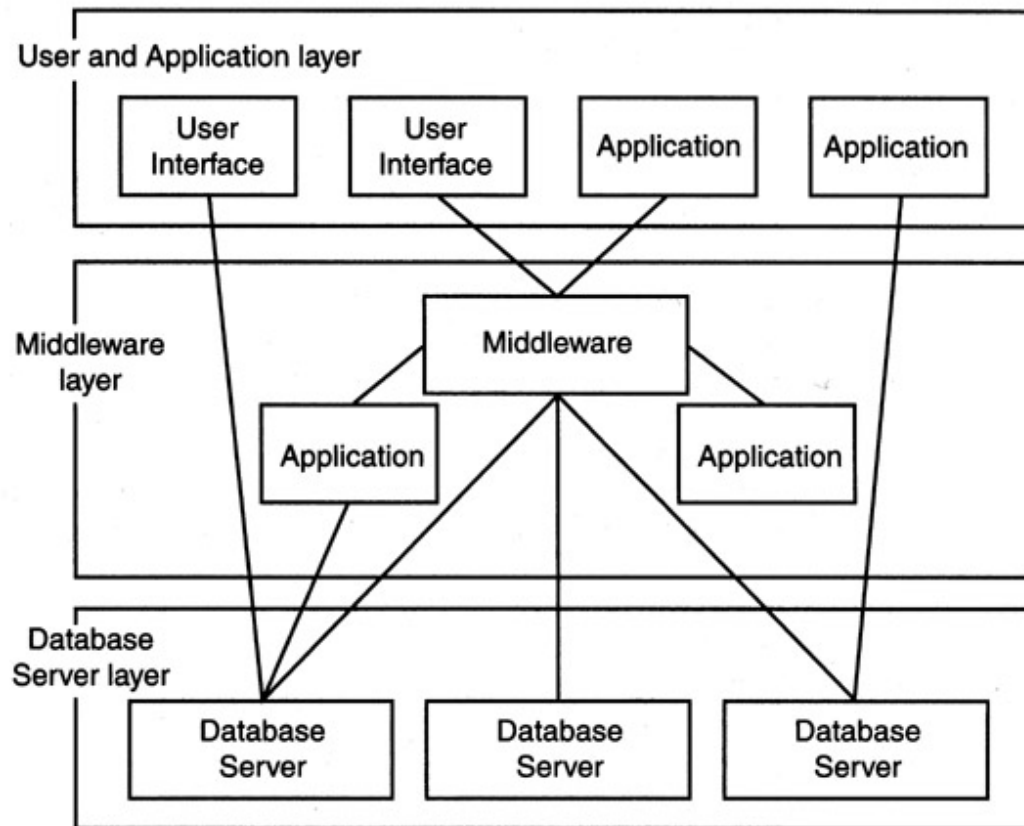 User and Application layer
User
Interface
User
Interface
Application
Application
Middleware
layer
Middleware
Application
Application
Database
Server layer
Database
Server
Database
Server
Database
Server